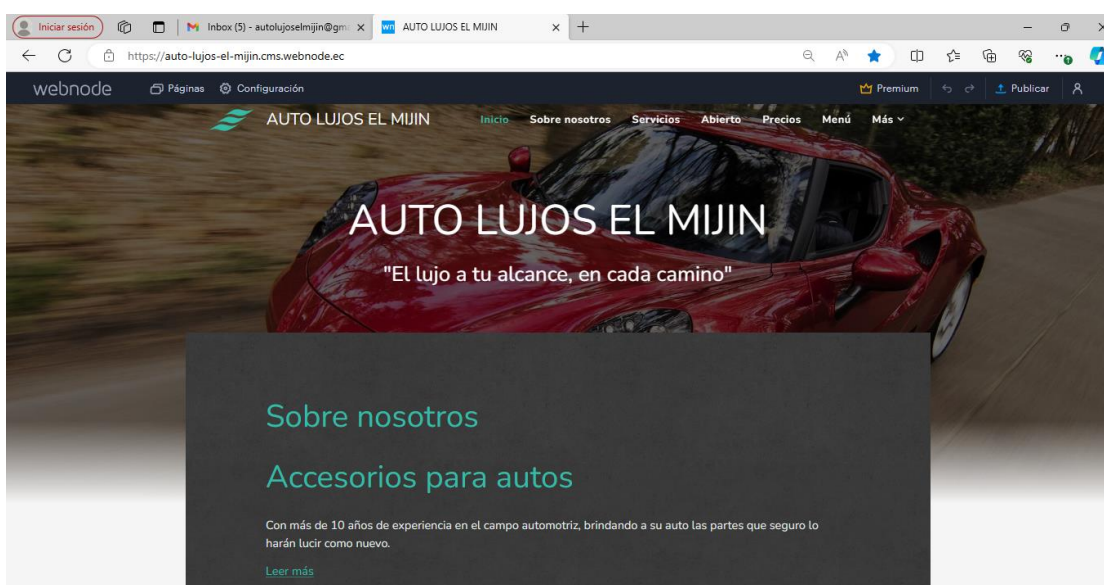 Iniciar sesión
Inbox (5) - autolujoselmijin@gm
wn AUTO LUJOS EL MIJIN
https://auto-lujos-el-mijin.cms.webnode.ec
webnode Páginas Configuración Premium Publicar
AUTO LUJOS EL MIJIN Inicio Sobre nosotros Servicios Abierto Precios Menú Más
AUTO LUJOS EL MIJIN
"El lujo a tu alcance, en cada camino"
Sobre nosotros
Accesorios para autos
Con más de 10 años de experiencia en el campo automotriz, brindando a su auto las partes que seguro lo
harán lucir como nuevo.
Leer más